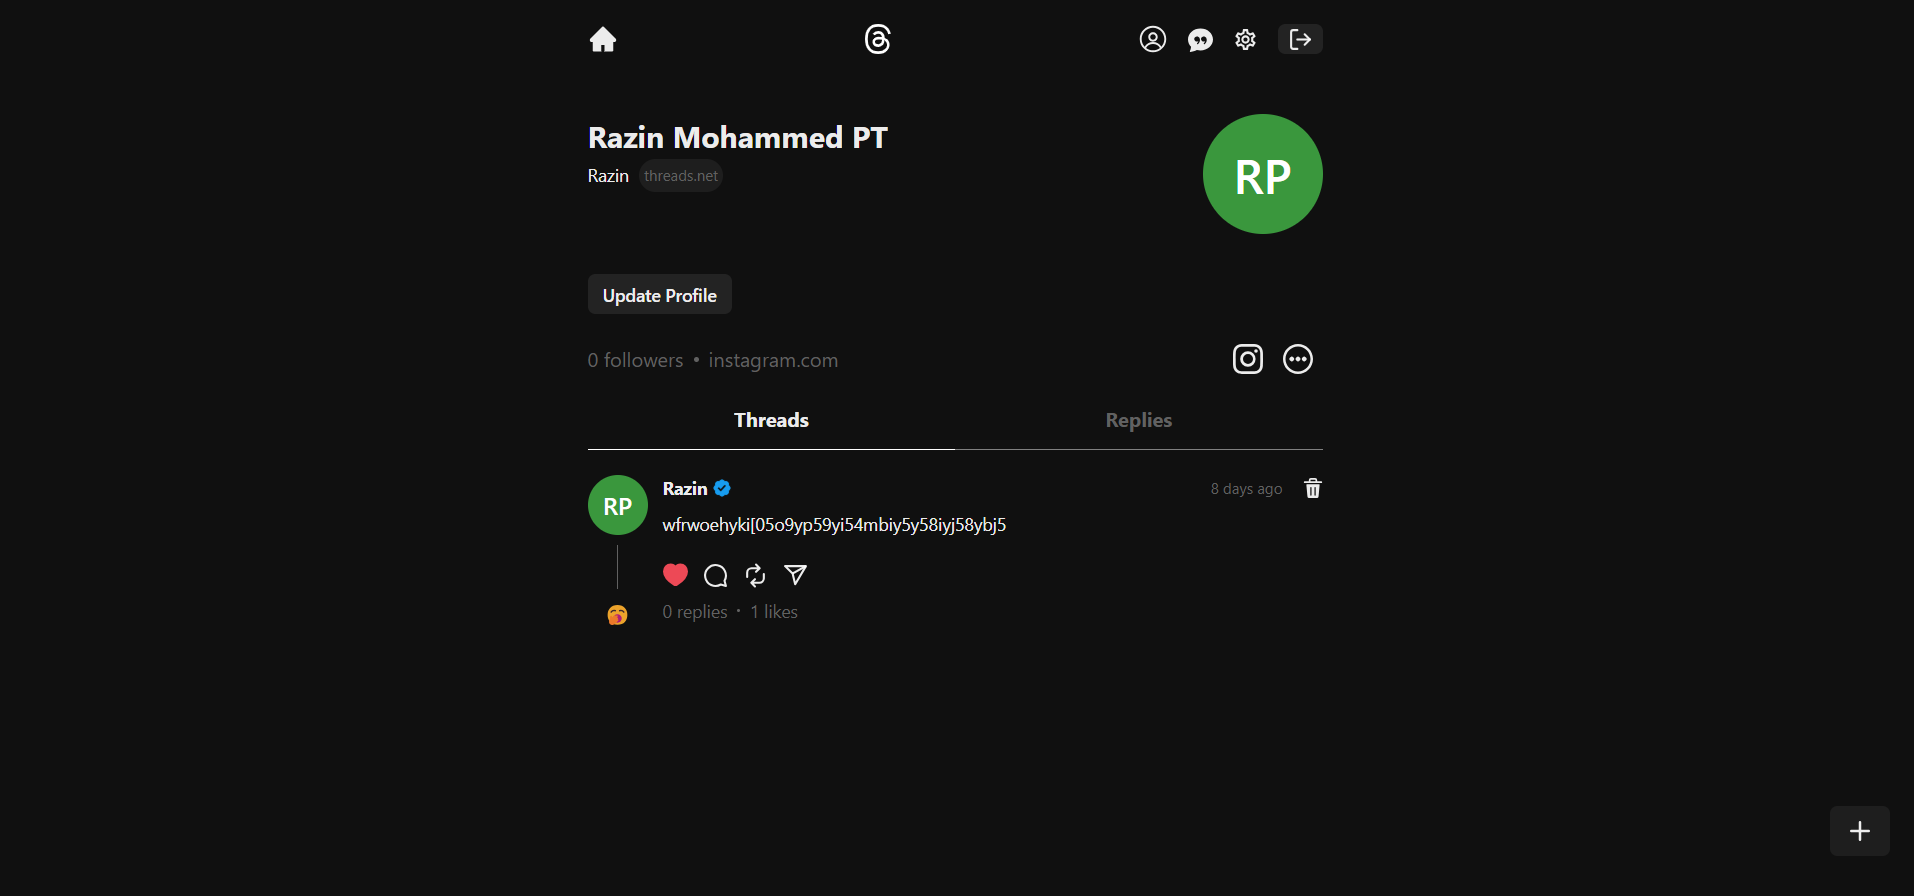 Razin Mohammed PT
Razin threads.net
RP
Update Profile
0 followers • instagram.com
Threads Replies
RP
Razin 8 days ago
wfrwoehyki[05o9yp59yi54mbiy5y58iyj58ybj5
0 replies · 1 likes